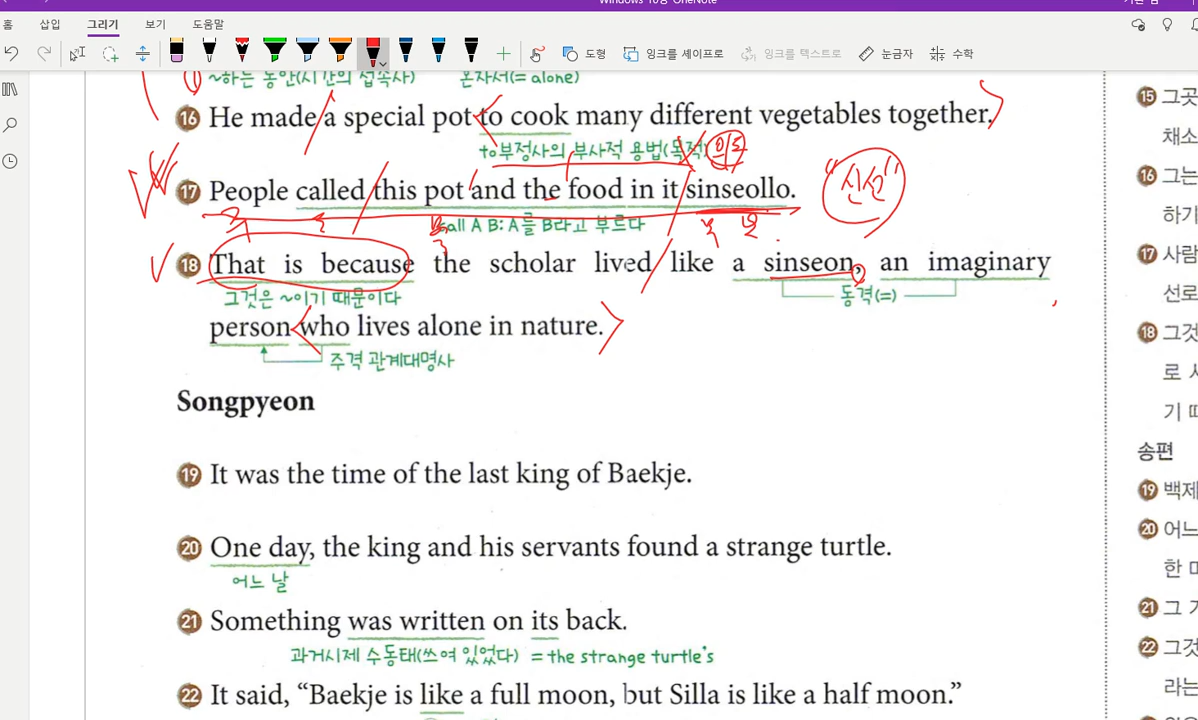 Windows 10용 OneNote
홈 삽입 그리기 보기 도움말
도형 잉크를 셰이프로 잉크를 텍스트로 눈금자 수학
① ~하는 동안(시간의 접속사) 혼자서(= alone)
⑯ He made a special pot to cook many different vegetables together.
to부정사의 부사적 용법(목적)
⑰ People called this pot and the food in it sinseollo. "신선"
call A B: A를 B라고 부르다
⑱ That is because the scholar lived like a sinseon, an imaginary
그것은 ~이기 때문이다 동격(=)
person who lives alone in nature.
주격 관계대명사
Songpyeon
⑲ It was the time of the last king of Baekje.
⑳ One day, the king and his servants found a strange turtle.
어느 날
㉑ Something was written on its back.
과거시제 수동태(쓰여 있었다) = the strange turtle's
㉒ It said, “Baekje is like a full moon, but Silla is like a half moon.”
⑮ 그곳
채소
⑯ 그는
하기
⑰ 사람
선로
⑱ 그것
로 시
기 때
송편
⑲ 백제
⑳ 어느
한 마
㉑ 그 기
㉒ 그것
라는